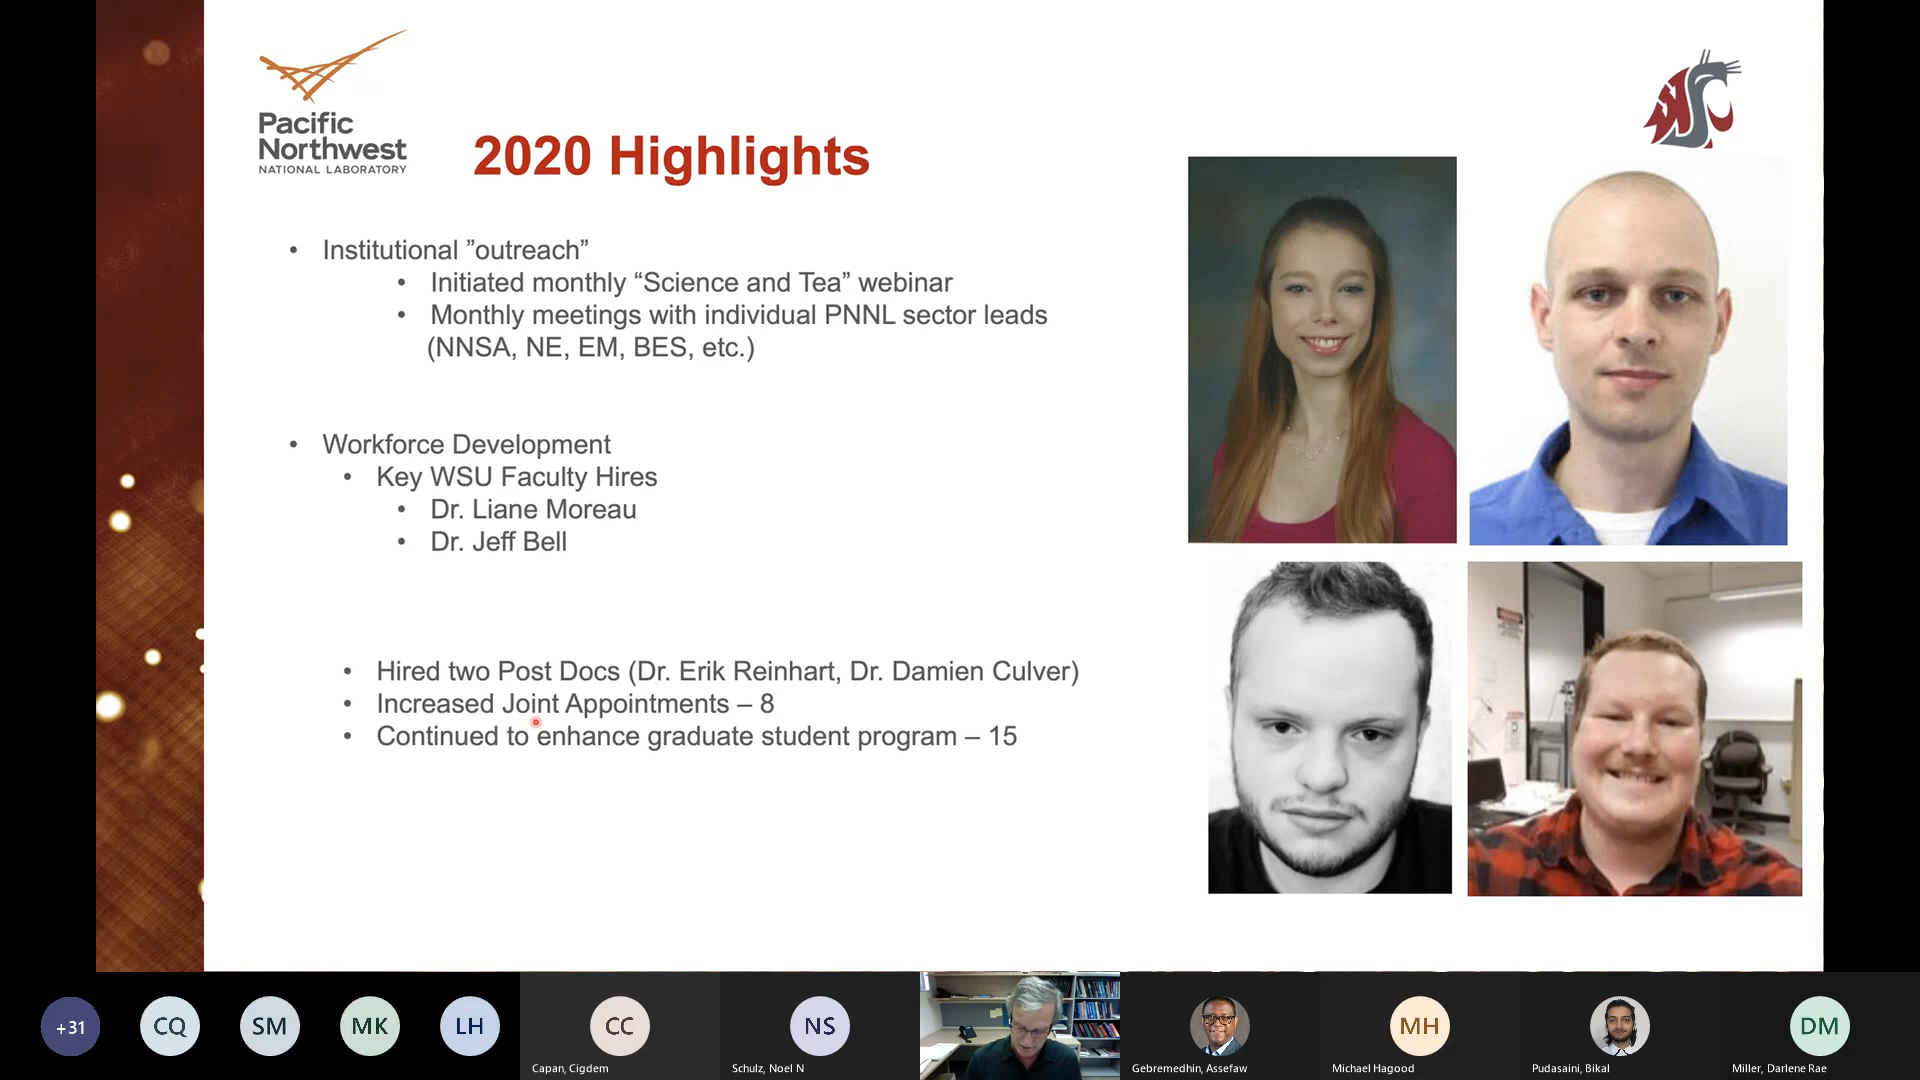 Pacific
Northwest
NATIONAL LABORATORY
2020 Highlights
• Institutional ”outreach”
• Initiated monthly “Science and Tea” webinar
• Monthly meetings with individual PNNL sector leads
(NNSA, NE, EM, BES, etc.)
• Workforce Development
• Key WSU Faculty Hires
• Dr. Liane Moreau
• Dr. Jeff Bell
• Hired two Post Docs (Dr. Erik Reinhart, Dr. Damien Culver)
• Increased Joint Appointments – 8
• Continued to enhance graduate student program – 15
+31
CQ
SM
MK
LH
CC
Capan, Cigdem
NS
Schulz, Noel N
Gebremedhin, Assefaw
MH
Michael Hagood
Pudasaini, Bikal
DM
Miller, Darlene Rae